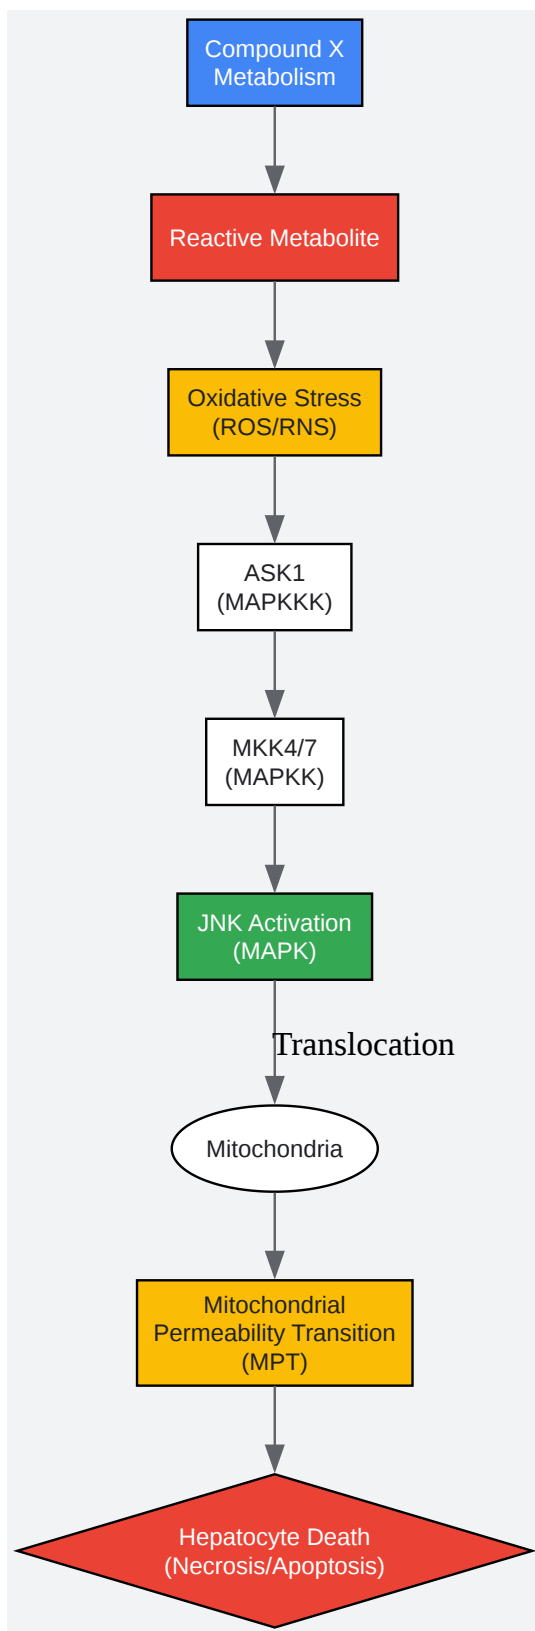 Compound X
Metabolism
Reactive Metabolite
Oxidative Stress
(ROS/RNS)
ASK1
(MAPKKK)
MKK4/7
(MAPKK)
JNK Activation
(MAPK)
Translocation
Mitochondria
Mitochondrial
Permeability Transition
(MPT)
Hepatocyte Death
(Necrosis/Apoptosis)